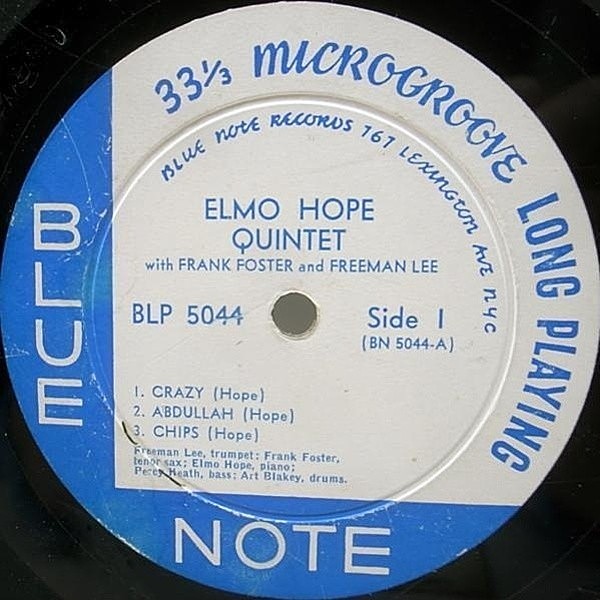 33⅓ MICROGROOVE LONG PLAYING
BLUE NOTE RECORDS 767 LEXINGTON AVE NYC
ELMO HOPE
QUINTET
with FRANK FOSTER and FREEMAN LEE
BLP 5044
Side 1
(BN 5044-A)
1. CRAZY (Hope)
2. ABDULLAH (Hope)
3. CHIPS (Hope)
Freeman Lee, trumpet; Frank Foster,
tenor sax; Elmo Hope, piano;
Percy Heath, bass; Art Blakey, drums.
BLUE
NOTE